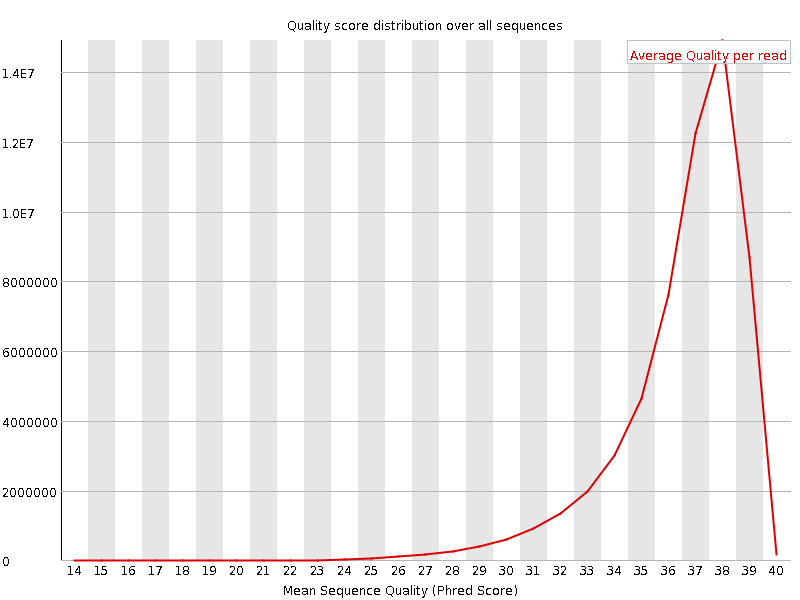 Quality score distribution over all sequences
Average Quality per read
1.4E7
1.2E7
1.0E7
8000000
6000000
4000000
2000000
0
14 15 16 17 18 19 20 21 22 23 24 25 26 27 28 29 30 31 32 33 34 35 36 37 38 39 40
Mean Sequence Quality (Phred Score)